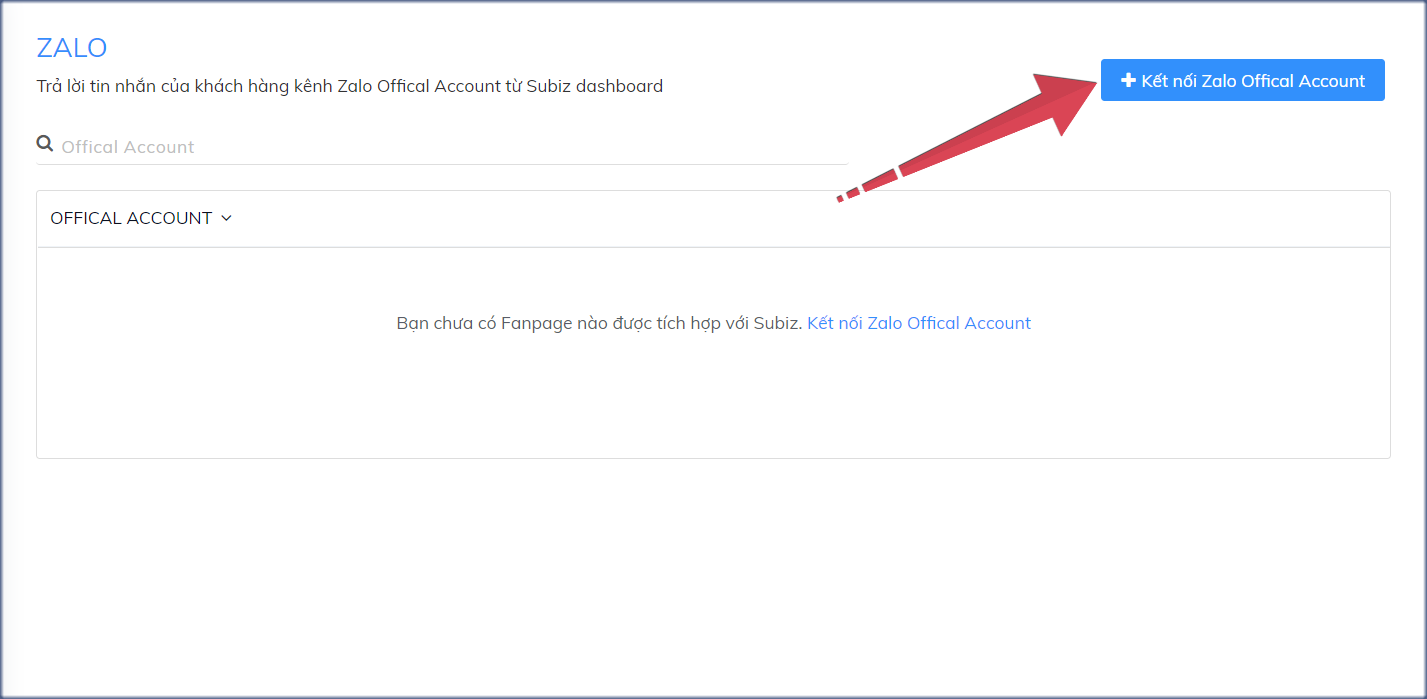 ZALO
Trả lời tin nhắn của khách hàng kênh Zalo Offical Account từ Subiz dashboard
Kết nối Zalo Offical Account
Offical Account
OFFICAL ACCOUNT
Bạn chưa có Fanpage nào được tích hợp với Subiz. Kết nối Zalo Offical Account